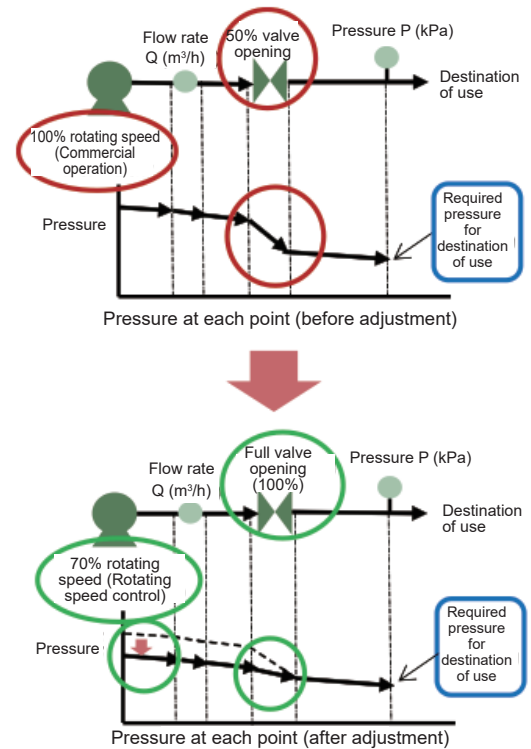 Flow rate
Q (m³/h)
50% valve
opening
Pressure P (kPa)
Destination
of use
100% rotating speed
(Commercial
operation)
Pressure
Required
pressure
for
destination
of use
Pressure at each point (before adjustment)
Flow rate
Q (m³/h)
Full valve
opening
(100%)
Pressure P (kPa)
Destination
of use
70% rotating
speed (Rotating
speed control)
Pressure
Required
pressure
for
destination
of use
Pressure at each point (after adjustment)